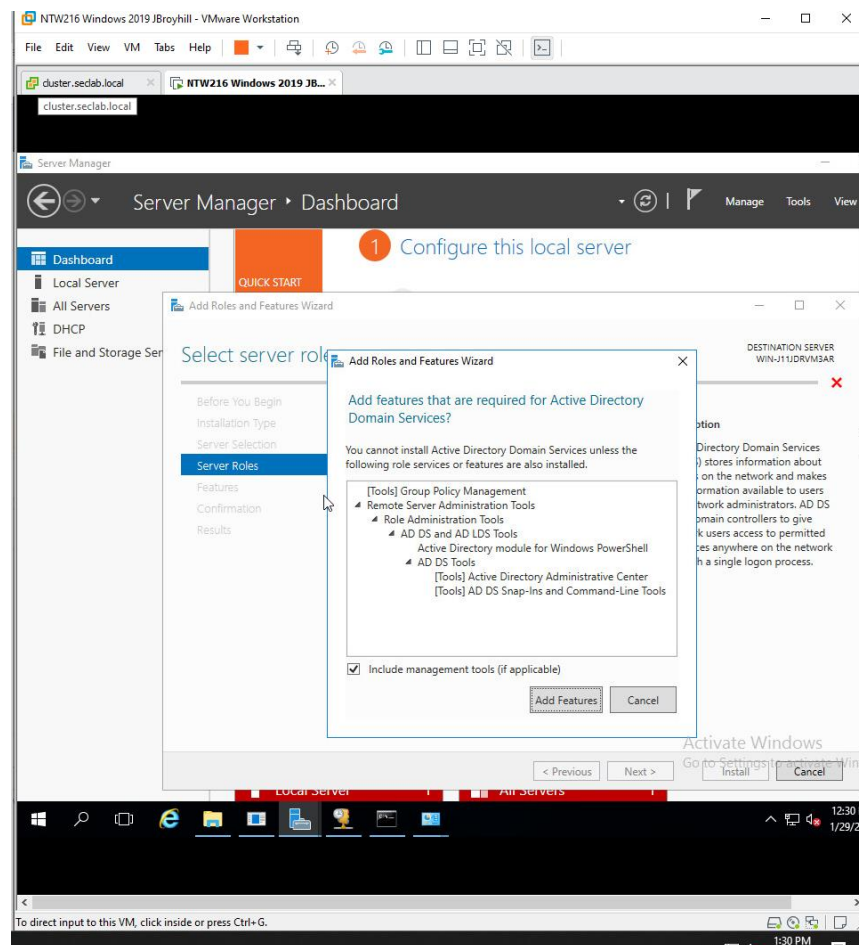 NTW216 Windows 2019 JBroyhill - VMware Workstation
File Edit View VM Tabs Help
cluster.seclab.local
NTW216 Windows 2019 JB...
cluster.seclab.local
Server Manager
Server Manager • Dashboard
Manage Tools View
Dashboard
Local Server
All Servers
DHCP
File and Storage Ser
1 Configure this local server
QUICK START
Add Roles and Features Wizard
Select server role
DESTINATION SERVER
WIN-J11JDRVM3AR
Before You Begin
Installation Type
Server Selection
Server Roles
Features
Confirmation
Results
Add Roles and Features Wizard
Add features that are required for Active Directory
Domain Services?
You cannot install Active Directory Domain Services unless the
following role services or features are also installed.
[Tools] Group Policy Management
Remote Server Administration Tools
Role Administration Tools
AD DS and AD LDS Tools
Active Directory module for Windows PowerShell
AD DS Tools
[Tools] Active Directory Administrative Center
[Tools] AD DS Snap-Ins and Command-Line Tools
Include management tools (if applicable)
Add Features Cancel
ption
Directory Domain Services
) stores information about
on the network and makes
ormation available to users
twork administrators. AD DS
omain controllers to give
k users access to permitted
ces anywhere on the network
h a single logon process.
Activate Windows
Go to Settings to activate Win
< Previous Next > Install Cancel
Local Server 1 All Servers 1
12:30
1/29/2
To direct input to this VM, click inside or press Ctrl+G.
1:30 PM